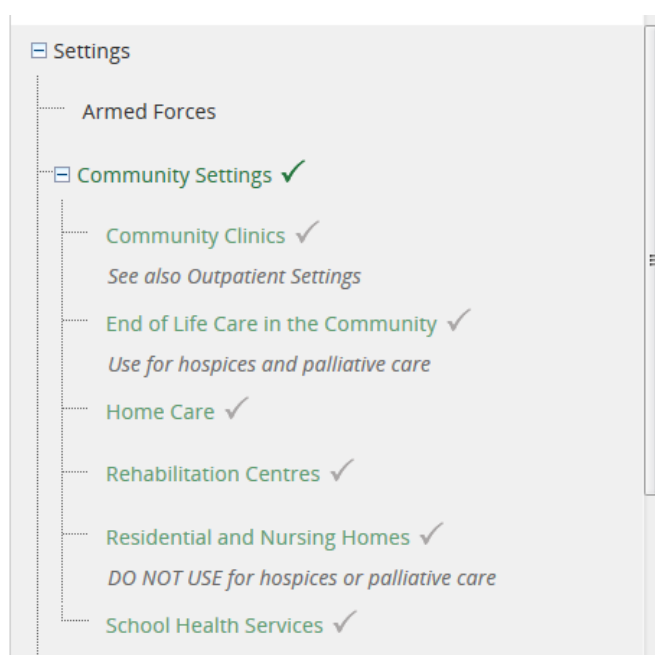 Settings
Armed Forces
Community Settings
Community Clinics
See also Outpatient Settings
End of Life Care in the Community
Use for hospices and palliative care
Home Care
Rehabilitation Centres
Residential and Nursing Homes
DO NOT USE for hospices or palliative care
School Health Services